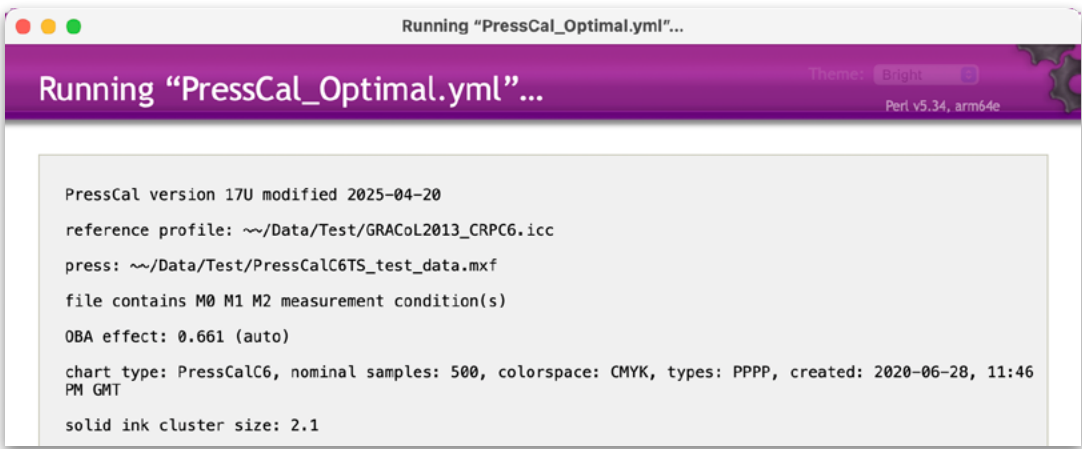 Running “PressCal_Optimal.yml”...
Running “PressCal_Optimal.yml”...
Theme: Bright
Perl v5.34, arm64e
PressCal version 17U modified 2025-04-20
reference profile: ~~/Data/Test/GRACoL2013_CRPC6.icc
press: ~~/Data/Test/PressCalC6TS_test_data.mxf
file contains M0 M1 M2 measurement condition(s)
OBA effect: 0.661 (auto)
chart type: PressCalC6, nominal samples: 500, colorspace: CMYK, types: PPPP, created: 2020-06-28, 11:46
PM GMT
solid ink cluster size: 2.1